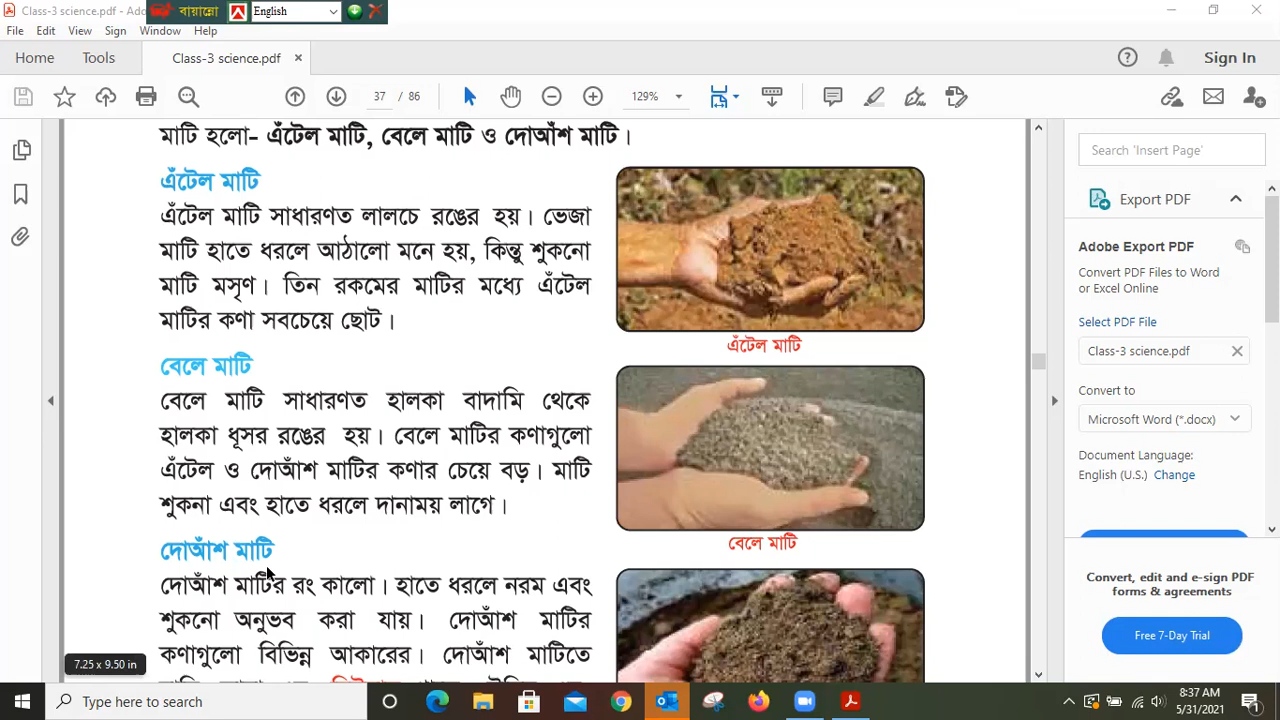 Class-3 science.pdf - Ado
বায়ান্নো
English
File Edit View Sign Window Help
Home Tools Class-3 science.pdf × Sign In
37 / 86 129%
মাটি হলো- এঁটেল মাটি, বেলে মাটি ও দোআঁশ মাটি।
এঁটেল মাটি
এঁটেল মাটি সাধারণত লালচে রঙের হয়। ভেজা
মাটি হাতে ধরলে আঠালো মনে হয়, কিন্তু শুকনো
মাটি মসৃণ। তিন রকমের মাটির মধ্যে এঁটেল
মাটির কণা সবচেয়ে ছোট।
এঁটেল মাটি
বেলে মাটি
বেলে মাটি সাধারণত হালকা বাদামি থেকে
হালকা ধূসর রঙের হয়। বেলে মাটির কণাগুলো
এঁটেল ও দোআঁশ মাটির কণার চেয়ে বড়। মাটি
শুকনা এবং হাতে ধরলে দানাময় লাগে।
বেলে মাটি
দোআঁশ মাটি
দোআঁশ মাটির রং কালো। হাতে ধরলে নরম এবং
শুকনো অনুভব করা যায়। দোআঁশ মাটির
কণাগুলো বিভিন্ন আকারের। দোআঁশ মাটিতে
7.25 x 9.50 in
Search 'Insert Page'
Export PDF
Adobe Export PDF
Convert PDF Files to Word
or Excel Online
Select PDF File
Class-3 science.pdf
Convert to
Microsoft Word (*.docx)
Document Language:
English (U.S.) Change
Convert, edit and e-sign PDF
forms & agreements
Free 7-Day Trial
Type here to search
8:37 AM
5/31/2021